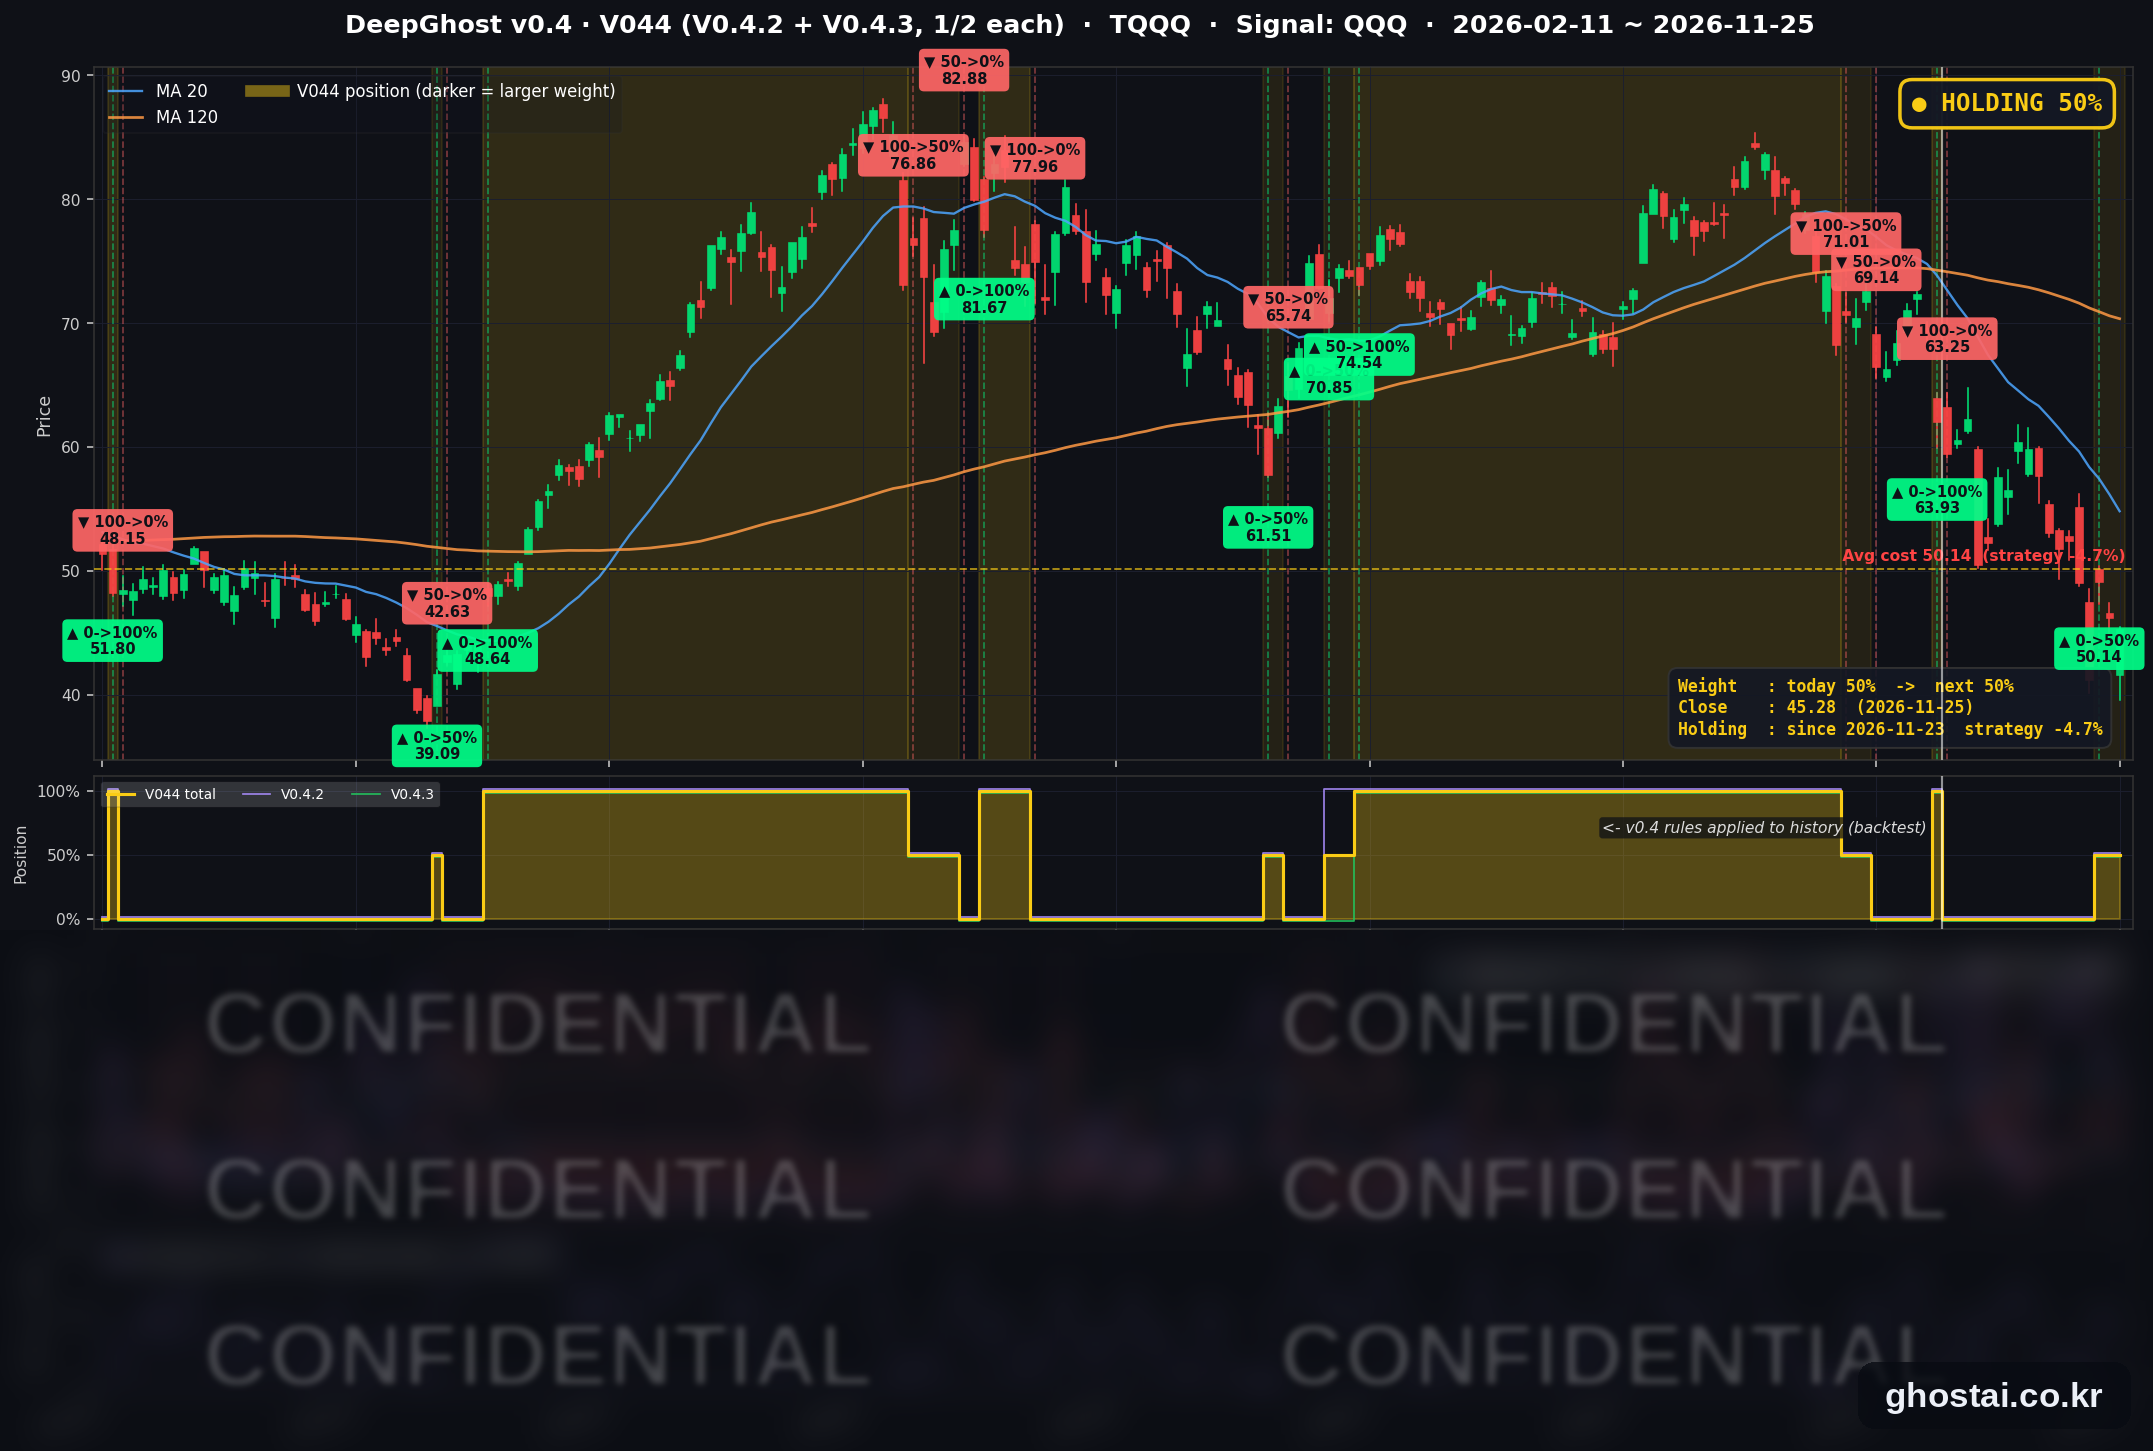 DeepGhost v0.4 · V044 (V0.4.2 + V0.4.3, 1/2 each) · TQQQ · Signal: QQQ · 2026-02-11 ~ 2026-11-25
MA 20
V044 position (darker = larger weight)
MA 120
● HOLDING 50%
Price
90
80
70
60
50
40
▼ 100->0%
48.15
▲ 0->100%
51.80
▼ 50->0%
42.63
▲ 0->50%
39.09
▲ 0->100%
48.64
▼ 100->50%
76.86
▼ 50->0%
82.88
▲ 0->100%
81.67
▼ 100->0%
77.96
▲ 0->50%
61.51
▼ 50->0%
65.74
▲
70.85
▲ 50->100%
74.54
▼ 100->50%
71.01
▼ 50->0%
69.14
▲ 0->100%
63.93
▼ 100->0%
63.25
▲ 0->50%
50.14
Avg cost 50.14 (strategy -4.7%)
Weight : today 50% -> next 50%
Close : 45.28 (2026-11-25)
Holding : since 2026-11-23 strategy -4.7%
Position
100%
50%
0%
V044 total
V0.4.2
V0.4.3
<- v0.4 rules applied to history (backtest)
CONFIDENTIAL CONFIDENTIAL
CONFIDENTIAL CONFIDENTIAL
CONFIDENTIAL CONFIDENTIAL
ghostai.co.kr